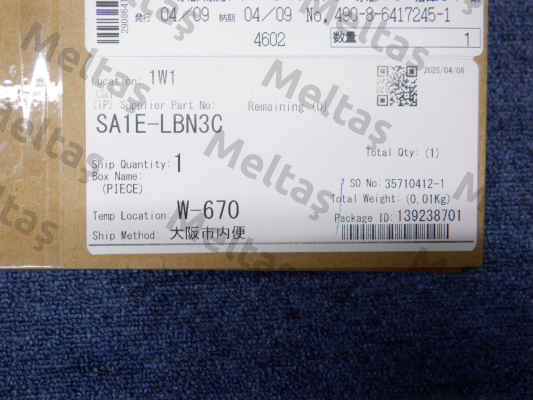 発行 04/09 納期 04/09 No. 490-8-6417245-1
4602 数量 1
Location: 1W1
2025/04/08
(1P) Supplier Part No: Remaining (0)
SA1E-LBN3C
Total Qty: (1)
Ship Quantity: 1
Box Name:
(PIECE)
SO No: 35710412-1
Total Weight: (0.01Kg)
Temp Location: W-670
Package ID: 139238701
Ship Method: 大阪市内便
Meltaş
Meltaş
Meltaş
Meltaş
Meltaş
Meltaş
Meltaş